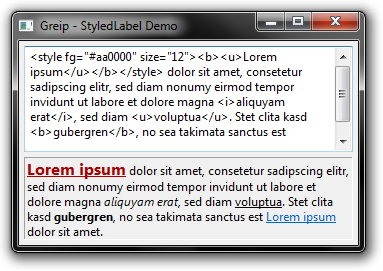 Greip - StyledLabel Demo
<style fg="#aa0000" size="12"><b><u>Lorem
ipsum</u></b></style> dolor sit amet, consetetur
sadipscing elitr, sed diam nonumy eirmod tempor
invidunt ut labore et dolore magna <i>aliquyam
erat</i>, sed diam <u>voluptua</u>. Stet clita kasd
<b>gubergren</b>, no sea takimata sanctus est
Lorem ipsum dolor sit amet, consetetur sadipscing elitr,
sed diam nonumy eirmod tempor invidunt ut labore et
dolore magna aliquyam erat, sed diam voluptua. Stet clita
kasd gubergren, no sea takimata sanctus est Lorem ipsum
dolor sit amet.